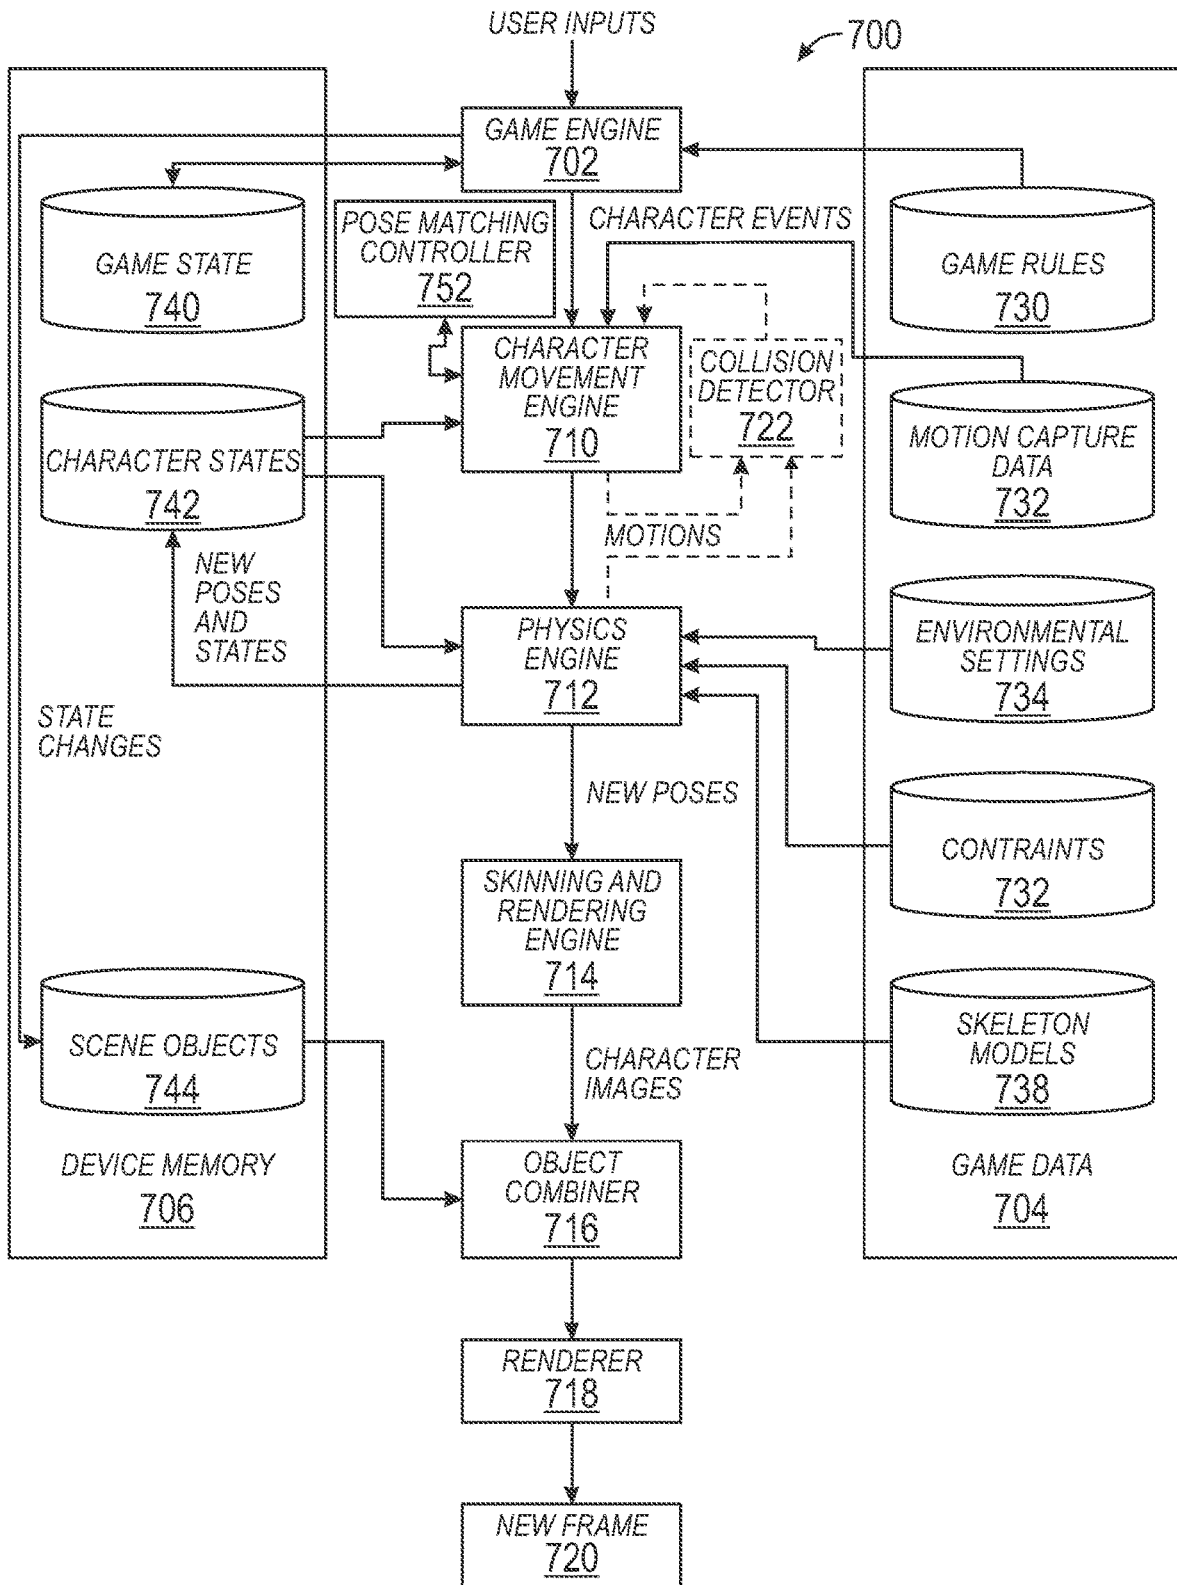 USER INPUTS
700
GAME ENGINE
702
POSE MATCHING
CONTROLLER
752
CHARACTER EVENTS
GAME STATE
740
GAME RULES
730
CHARACTER
MOVEMENT
ENGINE
710
COLLISION
DETECTOR
722
CHARACTER STATES
742
MOTION CAPTURE
DATA
732
MOTIONS
NEW
POSES
AND
STATES
PHYSICS
ENGINE
712
ENVIRONMENTAL
SETTINGS
734
STATE
CHANGES
NEW POSES
CONTRAINTS
732
SKINNING AND
RENDERING
ENGINE
714
SCENE OBJECTS
744
CHARACTER
IMAGES
SKELETON
MODELS
738
DEVICE MEMORY
706
OBJECT
COMBINER
716
GAME DATA
704
RENDERER
718
NEW FRAME
720